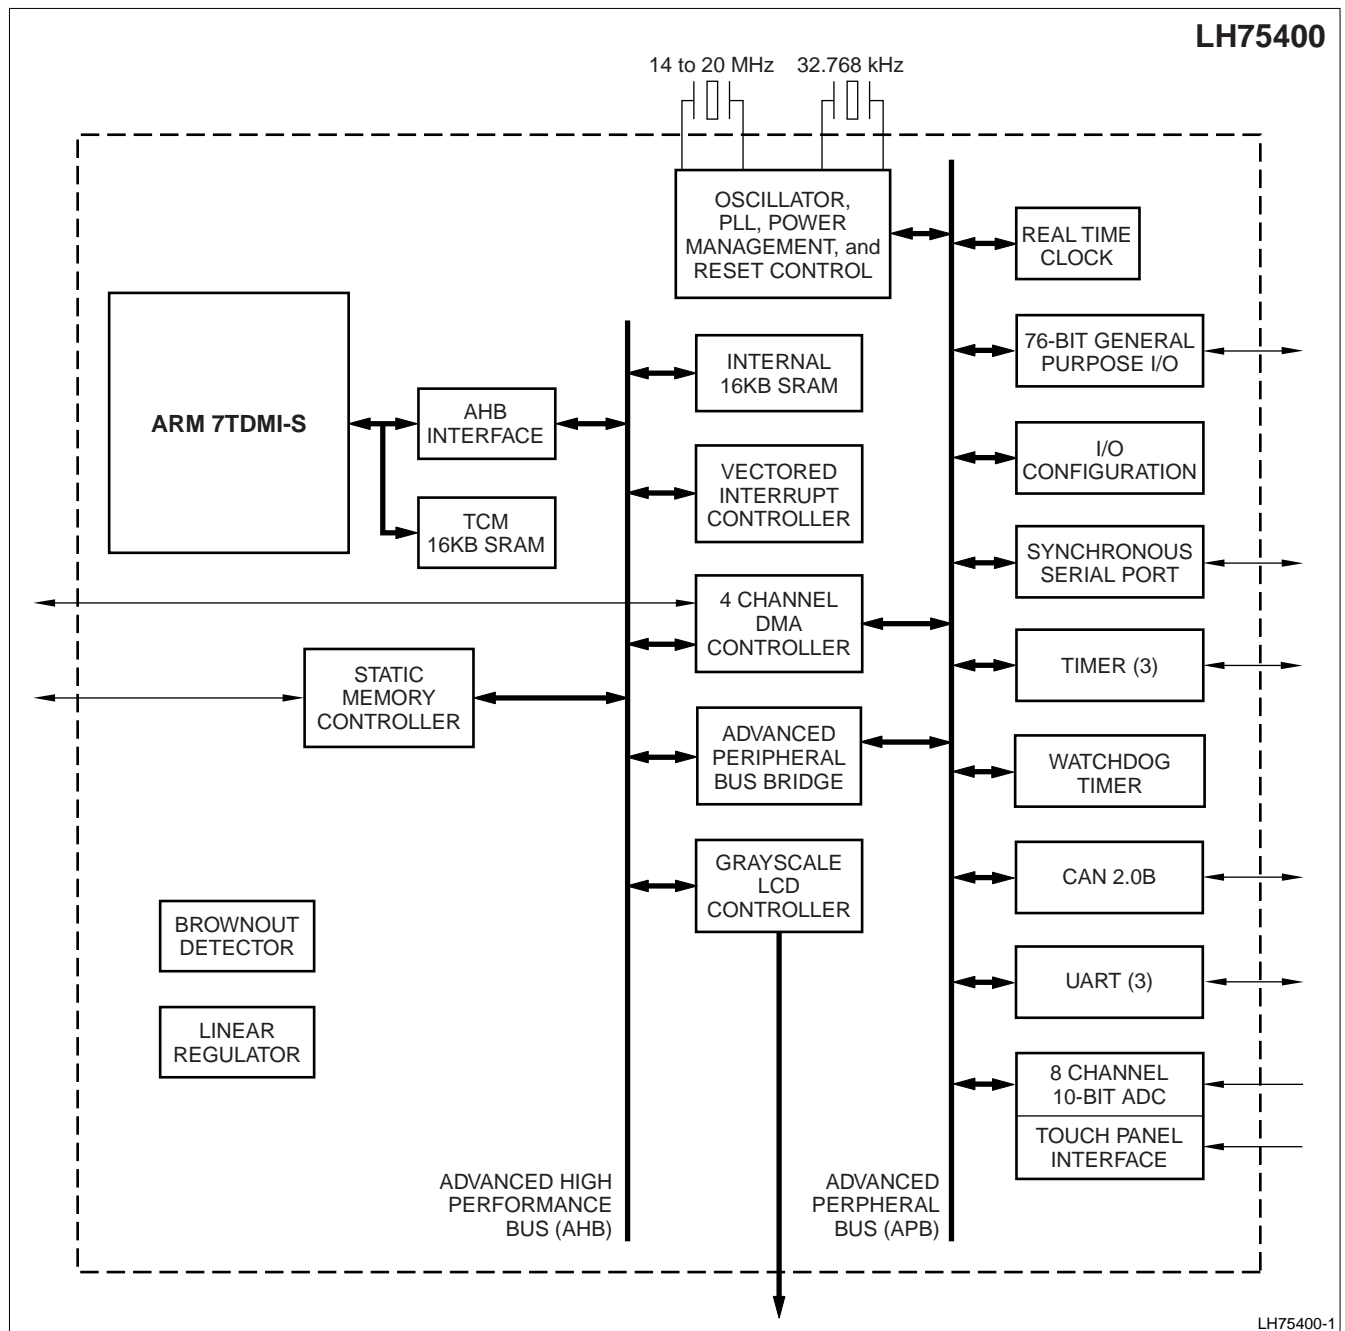 LH75400
14 to 20 MHz
32.768 kHz
OSCILLATOR,
PLL, POWER
MANAGEMENT, and
RESET CONTROL
REAL TIME
CLOCK
ARM 7TDMI-S
AHB
INTERFACE
TCM
16KB SRAM
INTERNAL
16KB SRAM
VECTORED
INTERRUPT
CONTROLLER
4 CHANNEL
DMA
CONTROLLER
STATIC
MEMORY
CONTROLLER
ADVANCED
PERIPHERAL
BUS BRIDGE
GRAYSCALE
LCD
CONTROLLER
76-BIT GENERAL
PURPOSE I/O
I/O
CONFIGURATION
SYNCHRONOUS
SERIAL PORT
TIMER (3)
WATCHDOG
TIMER
CAN 2.0B
UART (3)
8 CHANNEL
10-BIT ADC
TOUCH PANEL
INTERFACE
BROWNOUT
DETECTOR
LINEAR
REGULATOR
ADVANCED HIGH
PERFORMANCE
BUS (AHB)
ADVANCED
PERPHERAL
BUS (APB)
LH75400-1